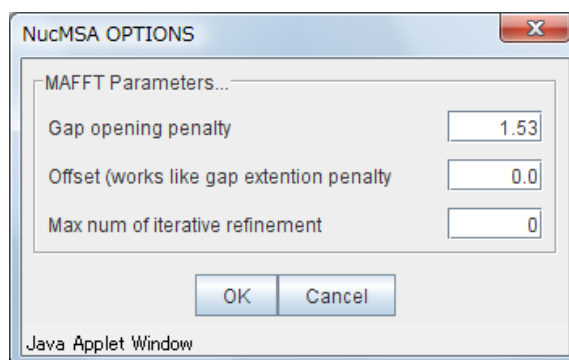 NucMSA OPTIONS
MAFFT Parameters...
Gap opening penalty 1.53
Offset (works like gap extention penalty 0.0
Max num of iterative refinement 0
OK Cancel
Java Applet Window